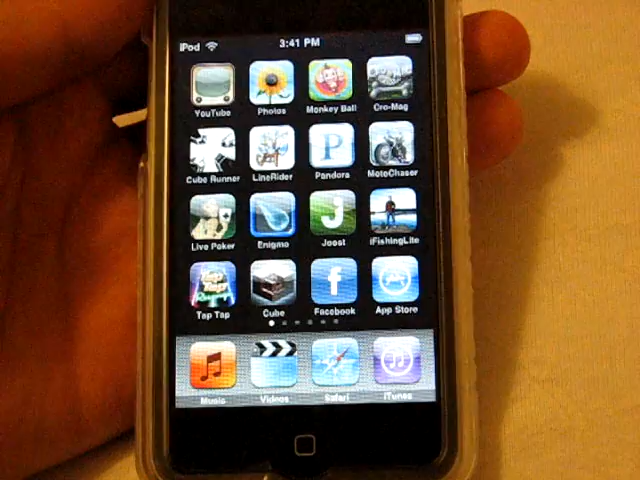 iPod 3:41 PM
YouTube Photos Monkey Ball Cro-Mag
Cube Runner LineRider Pandora MotoChaser
P
Live Poker Enigmo Joost iFishingLite
J
Tap Tap Cube Facebook App Store
f
Music Videos Safari iTunes